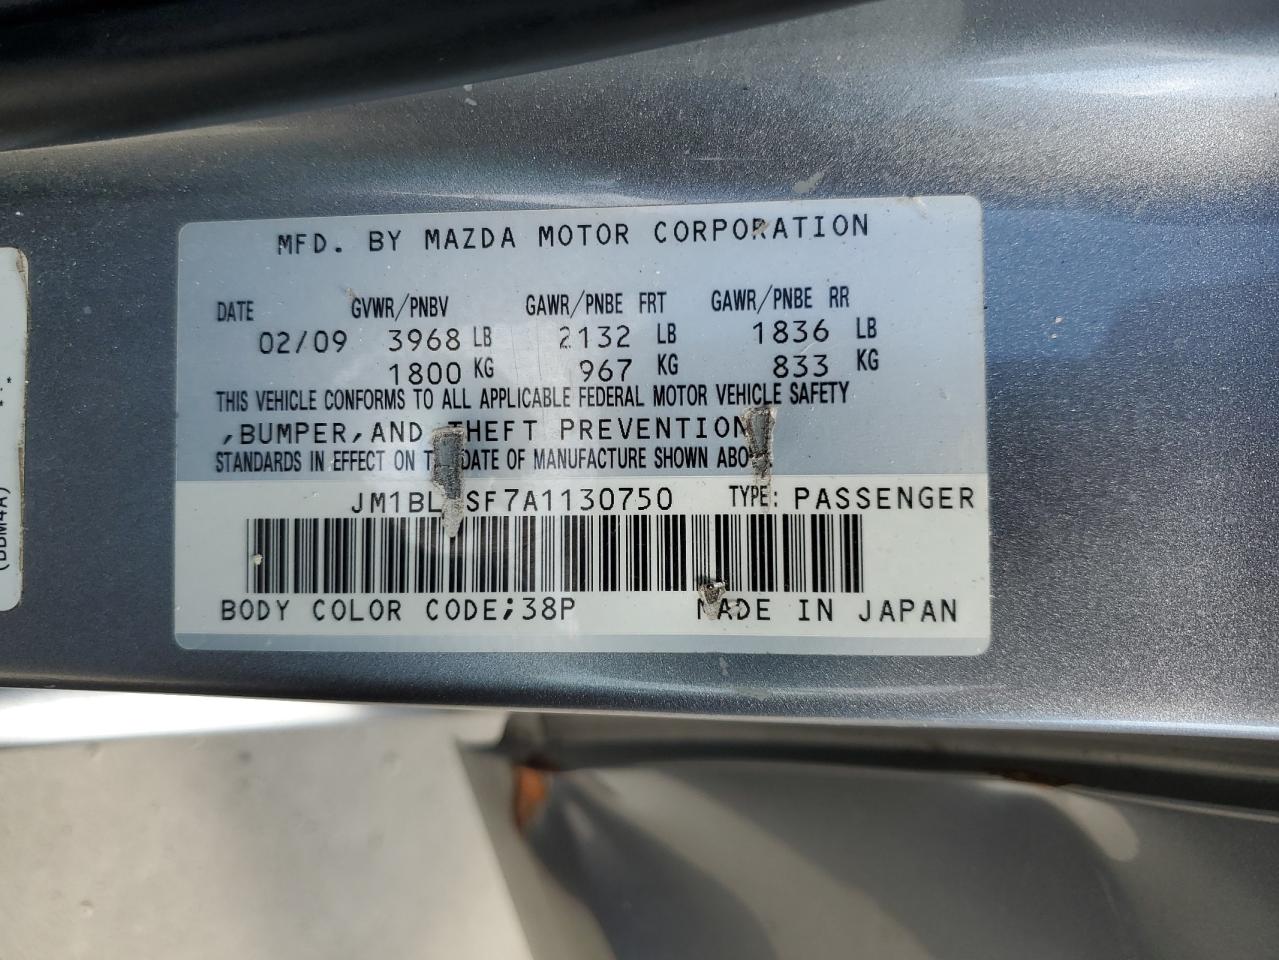 MFD. BY MAZDA MOTOR CORPORATION
DATE GVWR/PNBV GAWR/PNBE FRT GAWR/PNBE RR
02/09 3968 LB 2132 LB 1836 LB
1800 KG 967 KG 833 KG
THIS VEHICLE CONFORMS TO ALL APPLICABLE FEDERAL MOTOR VEHICLE SAFETY
,BUMPER,AND THEFT PREVENTION
STANDARDS IN EFFECT ON DATE OF MANUFACTURE SHOWN
TYPE: PASSENGER
BODY COLOR CODE;38P MADE IN JAPAN